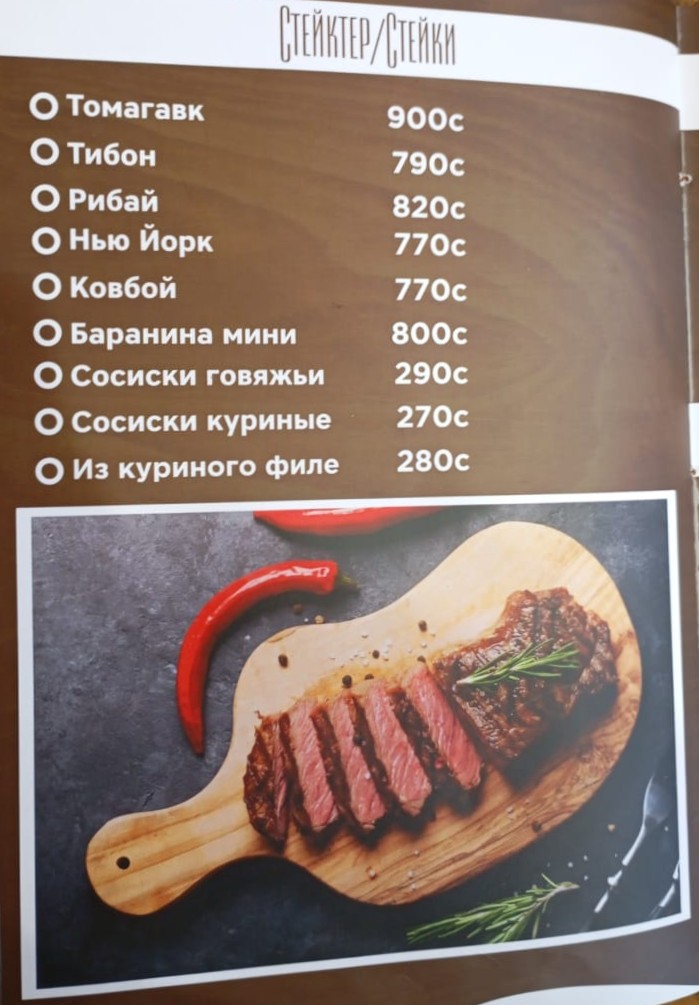 Стейктер/Стейки
Томагавк 900с
Тибон 790с
Рибай 820с
Нью Йорк 770с
Ковбой 770с
Баранина мини 800с
Сосиски говяжьи 290с
Сосиски куриные 270с
Из куриного филе 280с